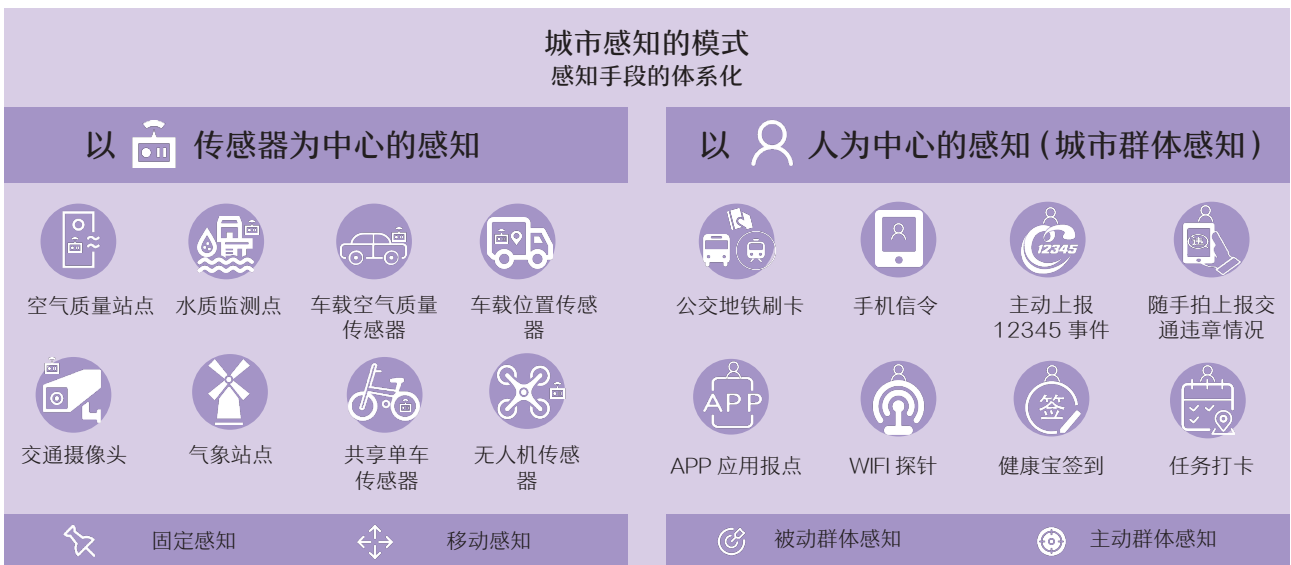 城市感知的模式
感知手段的体系化
以 传感器为中心的感知
以 人为中心的感知(城市群体感知)
空气质量站点
水质监测点
车载空气质量
传感器
车载位置传感
器
公交地铁刷卡
手机信令
12345
主动上报
12345 事件
随手拍上报交
通违章情况
交通摄像头
气象站点
共享单车
传感器
无人机传感
器
APP
APP 应用报点
WIFI 探针
签
健康宝签到
任务打卡
固定感知
移动感知
被动群体感知
主动群体感知